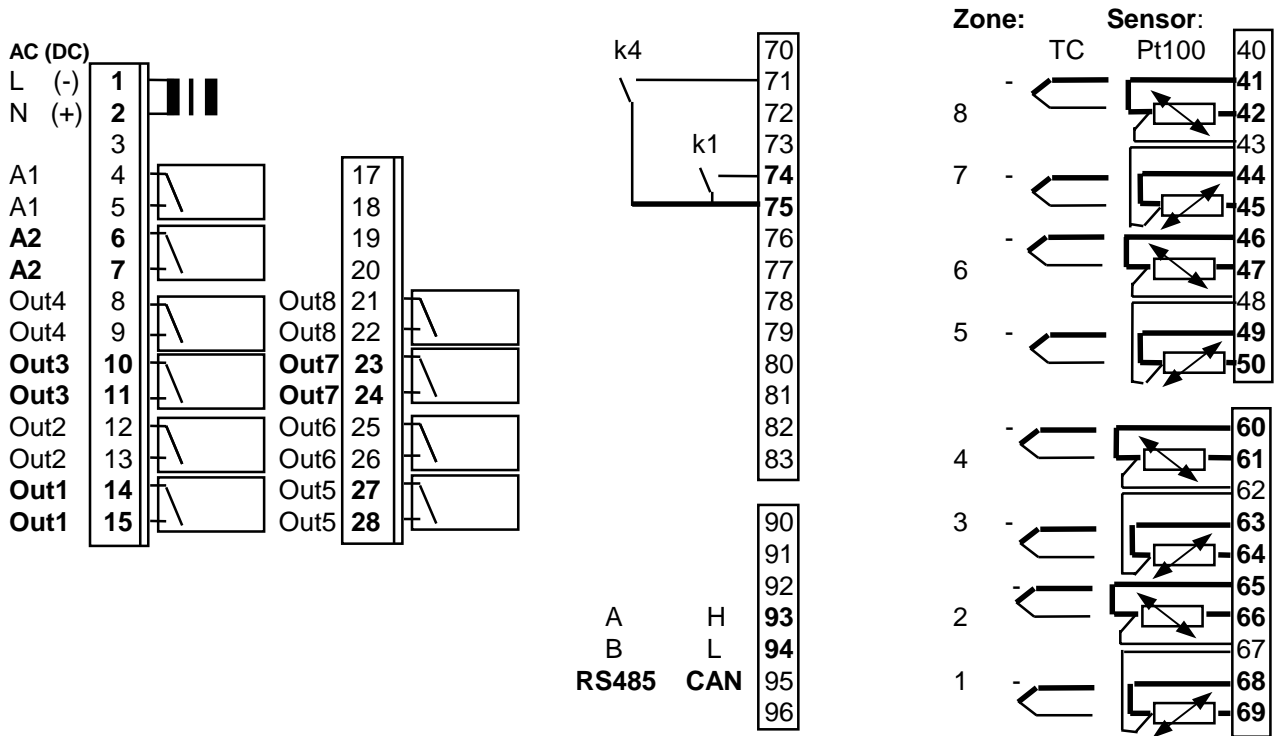 Zone: Sensor:
AC (DC) k4 70 TC Pt100 40
L (-) 1 71 - 41
N (+) 2 72 8 42
3 k1 73 43
A1 4 17 74 7 - 44
A1 5 18 75 45
A2 6 19 76 - 46
A2 7 20 77 6 47
Out4 8 Out8 21 78 48
Out4 9 Out8 22 79 5 - 49
Out3 10 Out7 23 80 50
Out3 11 Out7 24 81
Out2 12 Out6 25 82 - 60
Out2 13 Out6 26 83 4 61
Out1 14 Out5 27 62
Out1 15 Out5 28 90 3 - 63
91 64
92 - 65
A H 93 2 66
B L 94 67
RS485 CAN 95 1 - 68
96 69